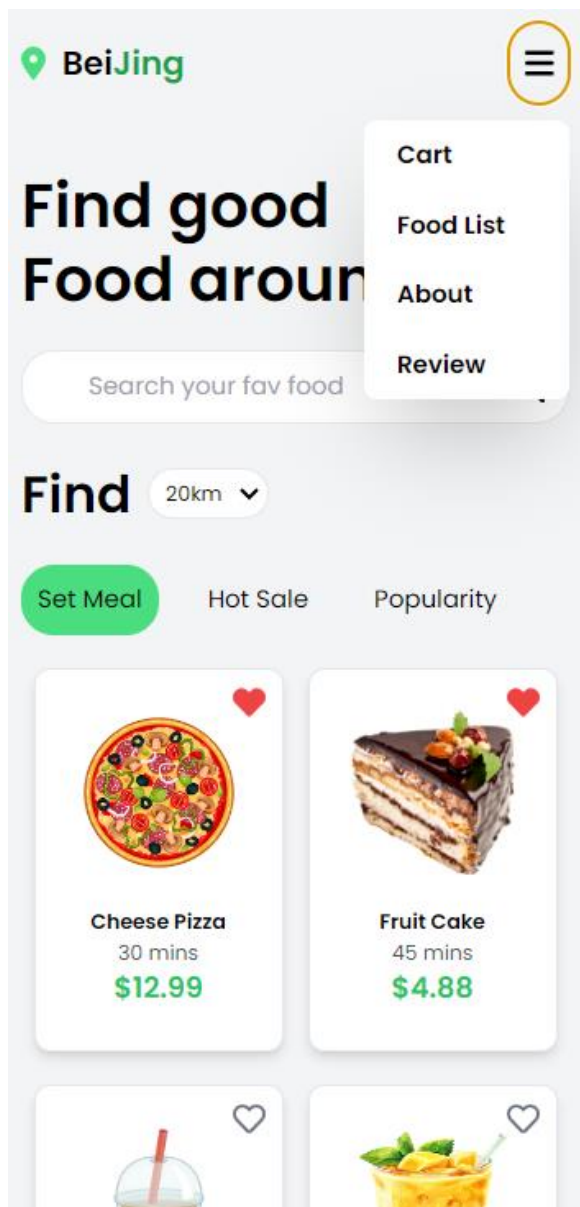 BeiJing
Cart
Food List
About
Review
Find good
Food aroun
Search your fav food
Find 20km
Set Meal Hot Sale Popularity
Cheese Pizza
30 mins
$12.99
Fruit Cake
45 mins
$4.88